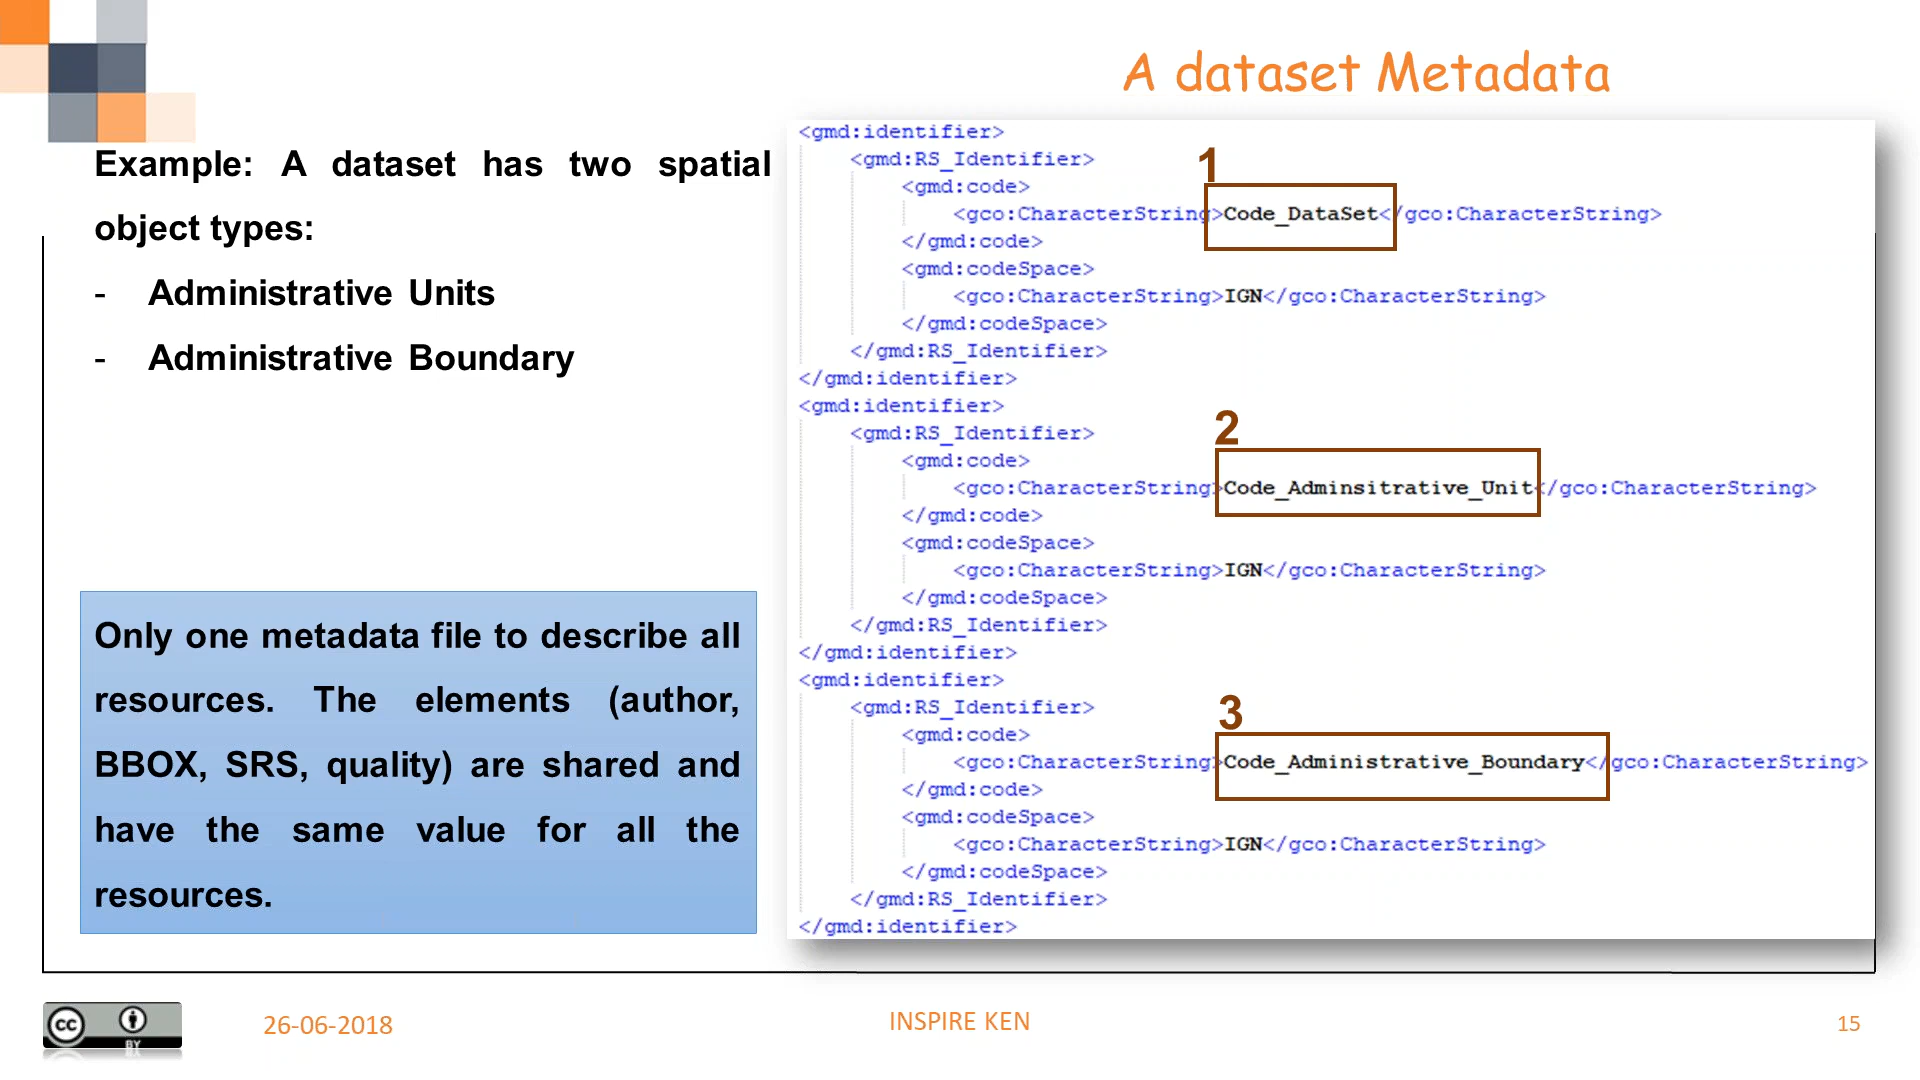 A dataset Metadata
Example: A dataset has two spatial
object types:
- Administrative Units
- Administrative Boundary
Only one metadata file to describe all
resources. The elements (author,
BBOX, SRS, quality) are shared and
have the same value for all the
resources.
<gmd:identifier>
<gmd:RS_Identifier>
1
<gmd:code>
<gco:CharacterString>Code_DataSet</gco:CharacterString>
</gmd:code>
<gmd:codeSpace>
<gco:CharacterString>IGN</gco:CharacterString>
</gmd:codeSpace>
</gmd:RS_Identifier>
</gmd:identifier>
<gmd:identifier>
2
<gmd:RS_Identifier>
<gmd:code>
<gco:CharacterString>Code_Adminsitrative_Unit</gco:CharacterString>
</gmd:code>
<gmd:codeSpace>
<gco:CharacterString>IGN</gco:CharacterString>
</gmd:codeSpace>
</gmd:RS_Identifier>
</gmd:identifier>
<gmd:identifier>
<gmd:RS_Identifier>
3
<gmd:code>
<gco:CharacterString>Code_Administrative_Boundary</gco:CharacterString>
</gmd:code>
<gmd:codeSpace>
<gco:CharacterString>IGN</gco:CharacterString>
</gmd:codeSpace>
</gmd:RS_Identifier>
</gmd:identifier>
cc BY
26-06-2018
INSPIRE KEN
15